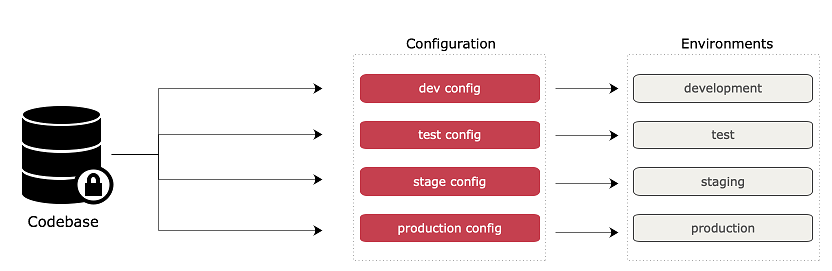 Configuration
Environments
dev config
development
test config
test
stage config
staging
Codebase
production config
production